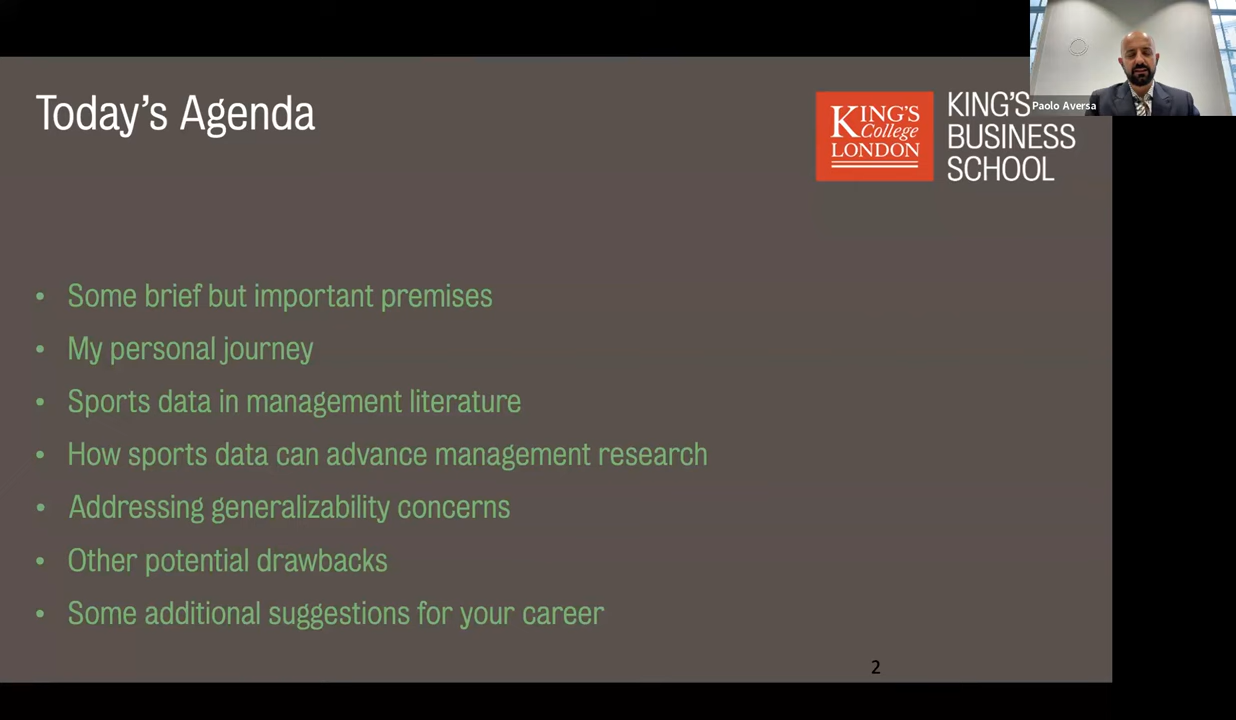 Today's Agenda
KING'S
College
LONDON
KING'S
BUSINESS
SCHOOL
Paolo Aversa
• Some brief but important premises
• My personal journey
• Sports data in management literature
• How sports data can advance management research
• Addressing generalizability concerns
• Other potential drawbacks
• Some additional suggestions for your career
2